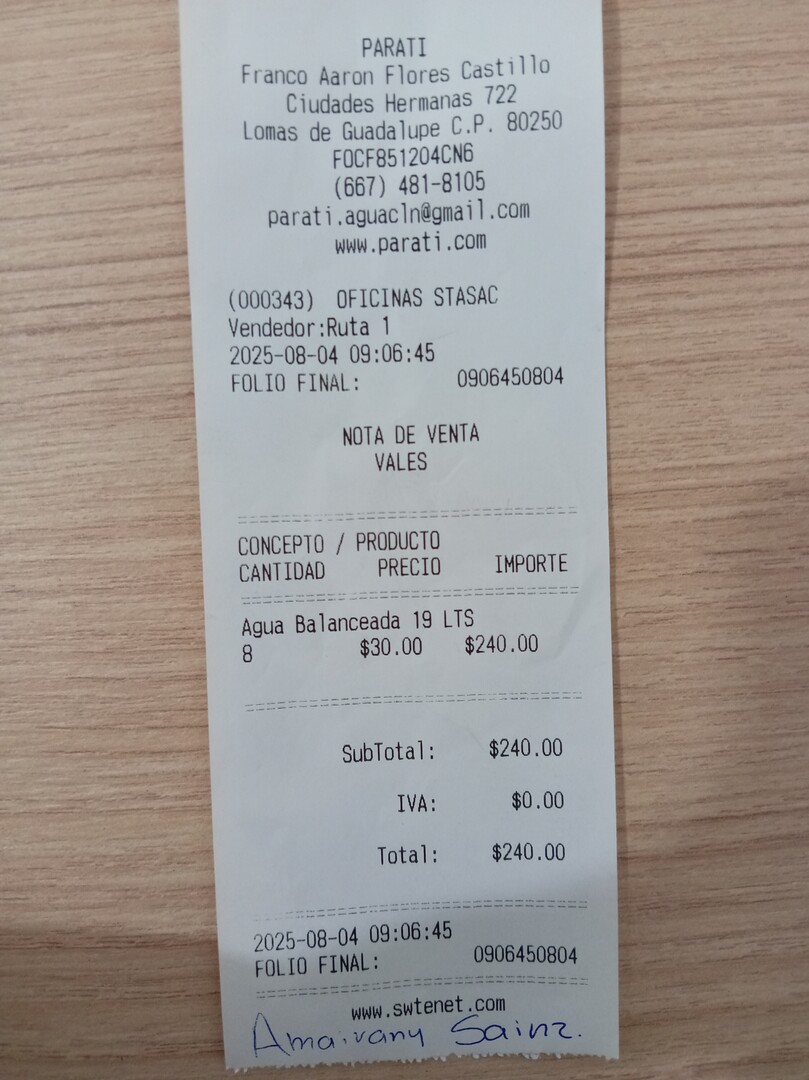 PARATI
Franco Aaron Flores Castillo
Ciudades Hermanas 722
Lomas de Guadalupe C.P. 80250
FOCF851204CN6
(667) 481-8105
parati.aguacln@gmail.com
www.parati.com
(000343) OFICINAS STASAC
Vendedor:Ruta 1
2025-08-04 09:06:45
FOLIO FINAL: 0906450804
NOTA DE VENTA
VALES
CONCEPTO / PRODUCTO
CANTIDAD PRECIO IMPORTE
Agua Balanceada 19 LTS
8 $30.00 $240.00
SubTotal: $240.00
IVA: $0.00
Total: $240.00
2025-08-04 09:06:45
FOLIO FINAL: 0906450804
www.swtenet.com
Amairany Sainz.